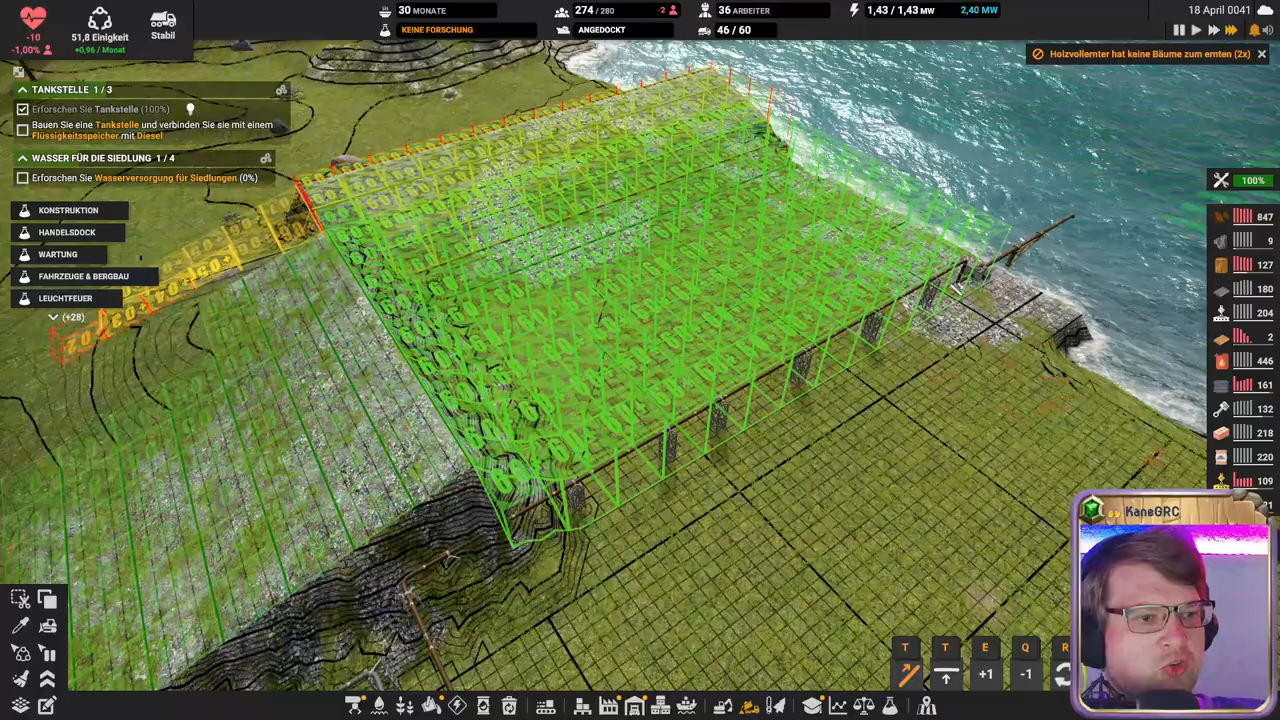 -10
-1,00%
51,8 Einigkeit
+0,96 / Monat
Stabil
30 MONATE
KEINE FORSCHUNG
274 / 280
-2
ANGEDOCKT
36 ARBEITER
46 / 60
1,43 / 1,43 MW
2,40 MW
18 April 0041
Holzvollernter hat keine Bäume zum ernten (2x)
TANKSTELLE 1 / 3
Erforschen Sie Tankstelle (100%)
Bauen Sie eine Tankstelle und verbinden Sie sie mit einem
Flüssigkeitsspeicher mit Diesel
WASSER FÜR DIE SIEDLUNG 1 / 4
Erforschen Sie Wasserversorgung für Siedlungen (0%)
KONSTRUKTION
HANDELSDOCK
WARTUNG
FAHRZEUGE & BERGBAU
LEUCHTFEUER
(+28)
100%
847
9
127
180
204
2
446
161
132
218
220
109
KaneGRC
T
T
E
Q
R
+1
-1